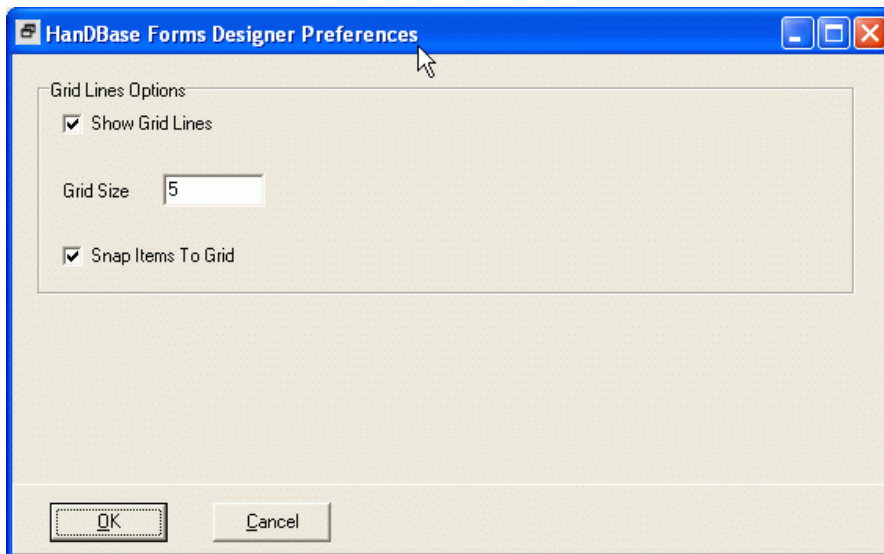 HanDBase Forms Designer Preferences
Grid Lines Options
Show Grid Lines
Grid Size 5
Snap Items To Grid
OK Cancel